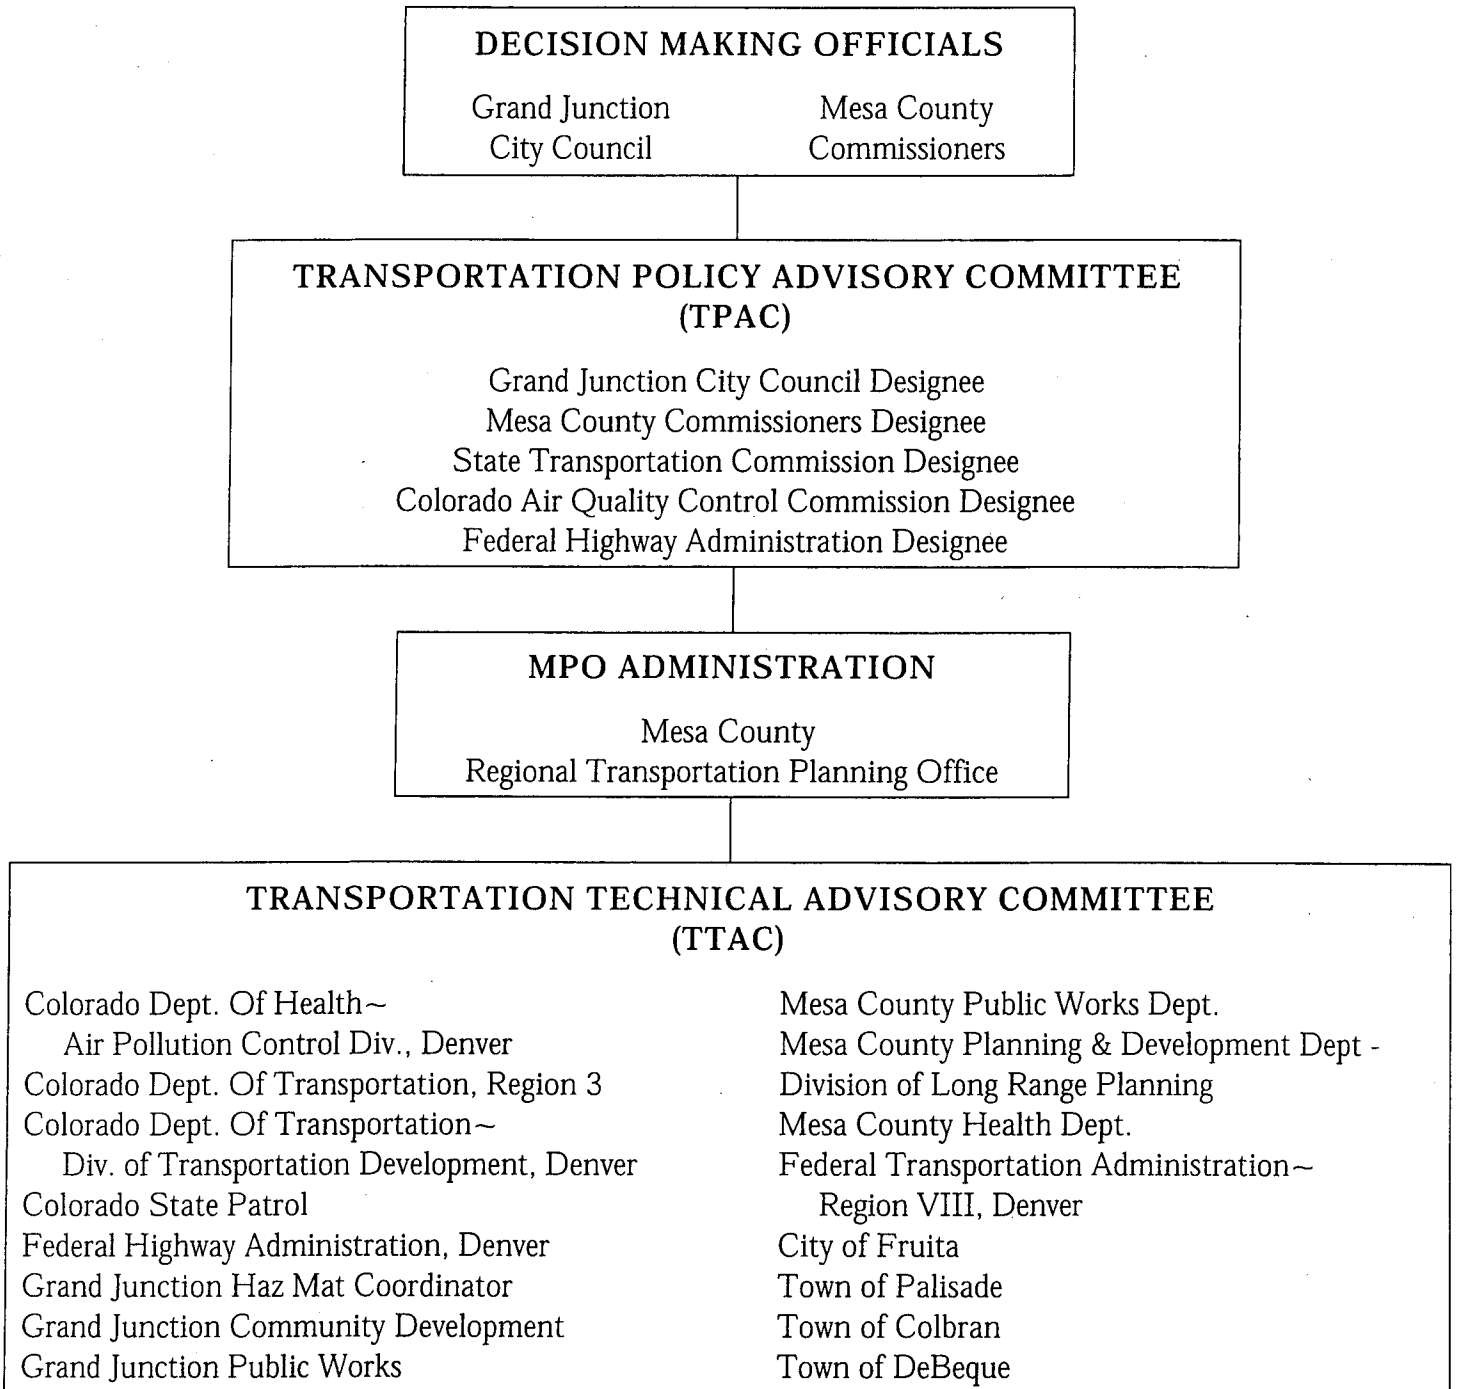 DECISION MAKING OFFICIALS
Grand Junction
City Council
Mesa County
Commissioners
TRANSPORTATION POLICY ADVISORY COMMITTEE
(TPAC)
Grand Junction City Council Designee
Mesa County Commissioners Designee
State Transportation Commission Designee
Colorado Air Quality Control Commission Designee
Federal Highway Administration Designee
MPO ADMINISTRATION
Mesa County
Regional Transportation Planning Office
TRANSPORTATION TECHNICAL ADVISORY COMMITTEE
(TTAC)
Colorado Dept. Of Health~
Air Pollution Control Div., Denver
Colorado Dept. Of Transportation, Region 3
Colorado Dept. Of Transportation~
Div. of Transportation Development, Denver
Colorado State Patrol
Federal Highway Administration, Denver
Grand Junction Haz Mat Coordinator
Grand Junction Community Development
Grand Junction Public Works
Mesa County Public Works Dept.
Mesa County Planning & Development Dept -
Division of Long Range Planning
Mesa County Health Dept.
Federal Transportation Administration~
Region VIII, Denver
City of Fruita
Town of Palisade
Town of Colbran
Town of DeBeque